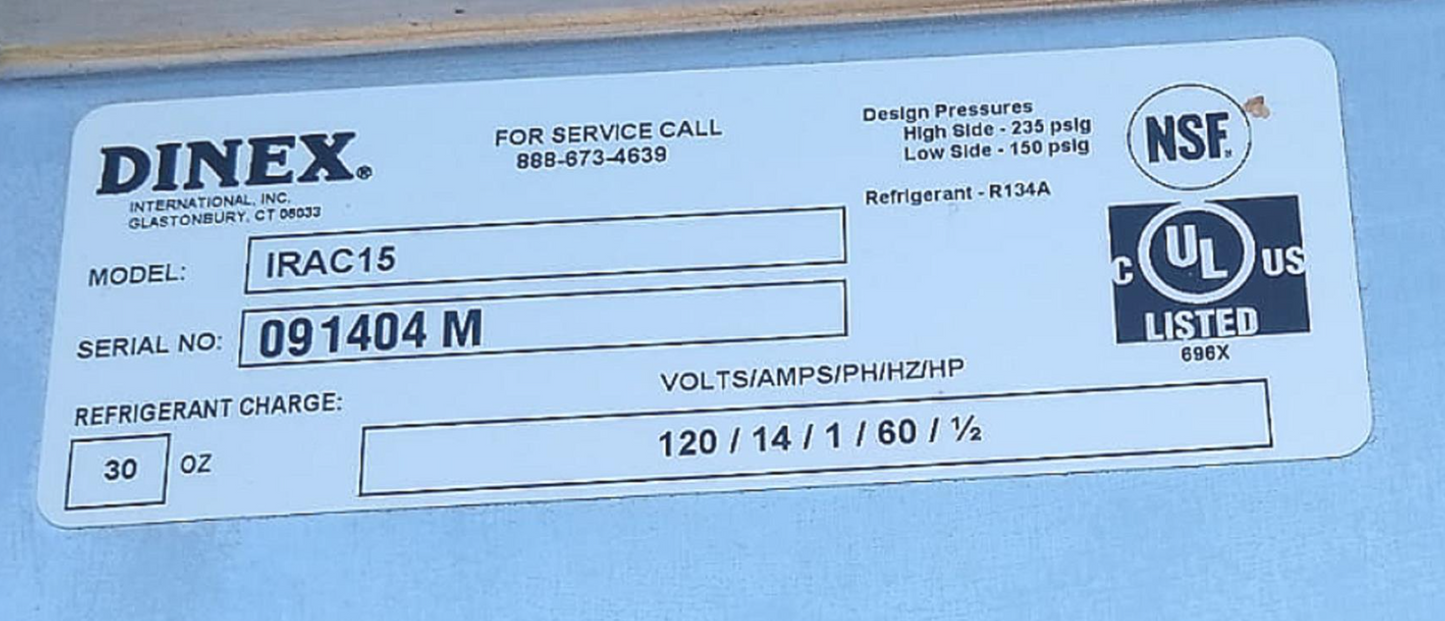 DINEX®
INTERNATIONAL, INC.
GLASTONBURY, CT 06033
FOR SERVICE CALL
888-673-4639
Design Pressures
High Side - 235 psig
Low Side - 150 psig
Refrigerant - R134A
NSF
MODEL: IRAC15
SERIAL NO: 091404 M
C UL US
LISTED
696X
REFRIGERANT CHARGE:
30 OZ
VOLTS/AMPS/PH/HZ/HP
120 / 14 / 1 / 60 / ½